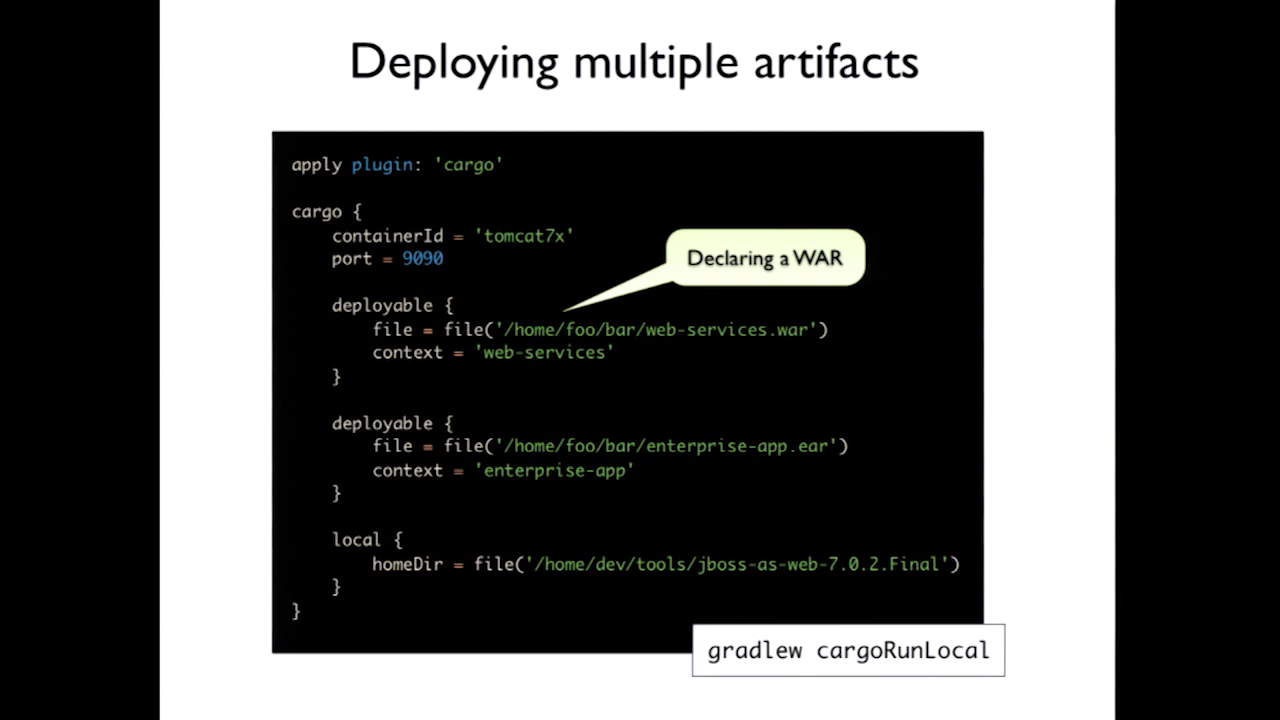 Deploying multiple artifacts
apply plugin: 'cargo'
cargo {
containerId = 'tomcat7x'
port = 9090
Declaring a WAR
deployable {
file = file('/home/foo/bar/web-services.war')
context = 'web-services'
}
deployable {
file = file('/home/foo/bar/enterprise-app.ear')
context = 'enterprise-app'
}
local {
homeDir = file('/home/dev/tools/jboss-as-web-7.0.2.Final')
}
}
gradlew cargoRunLocal